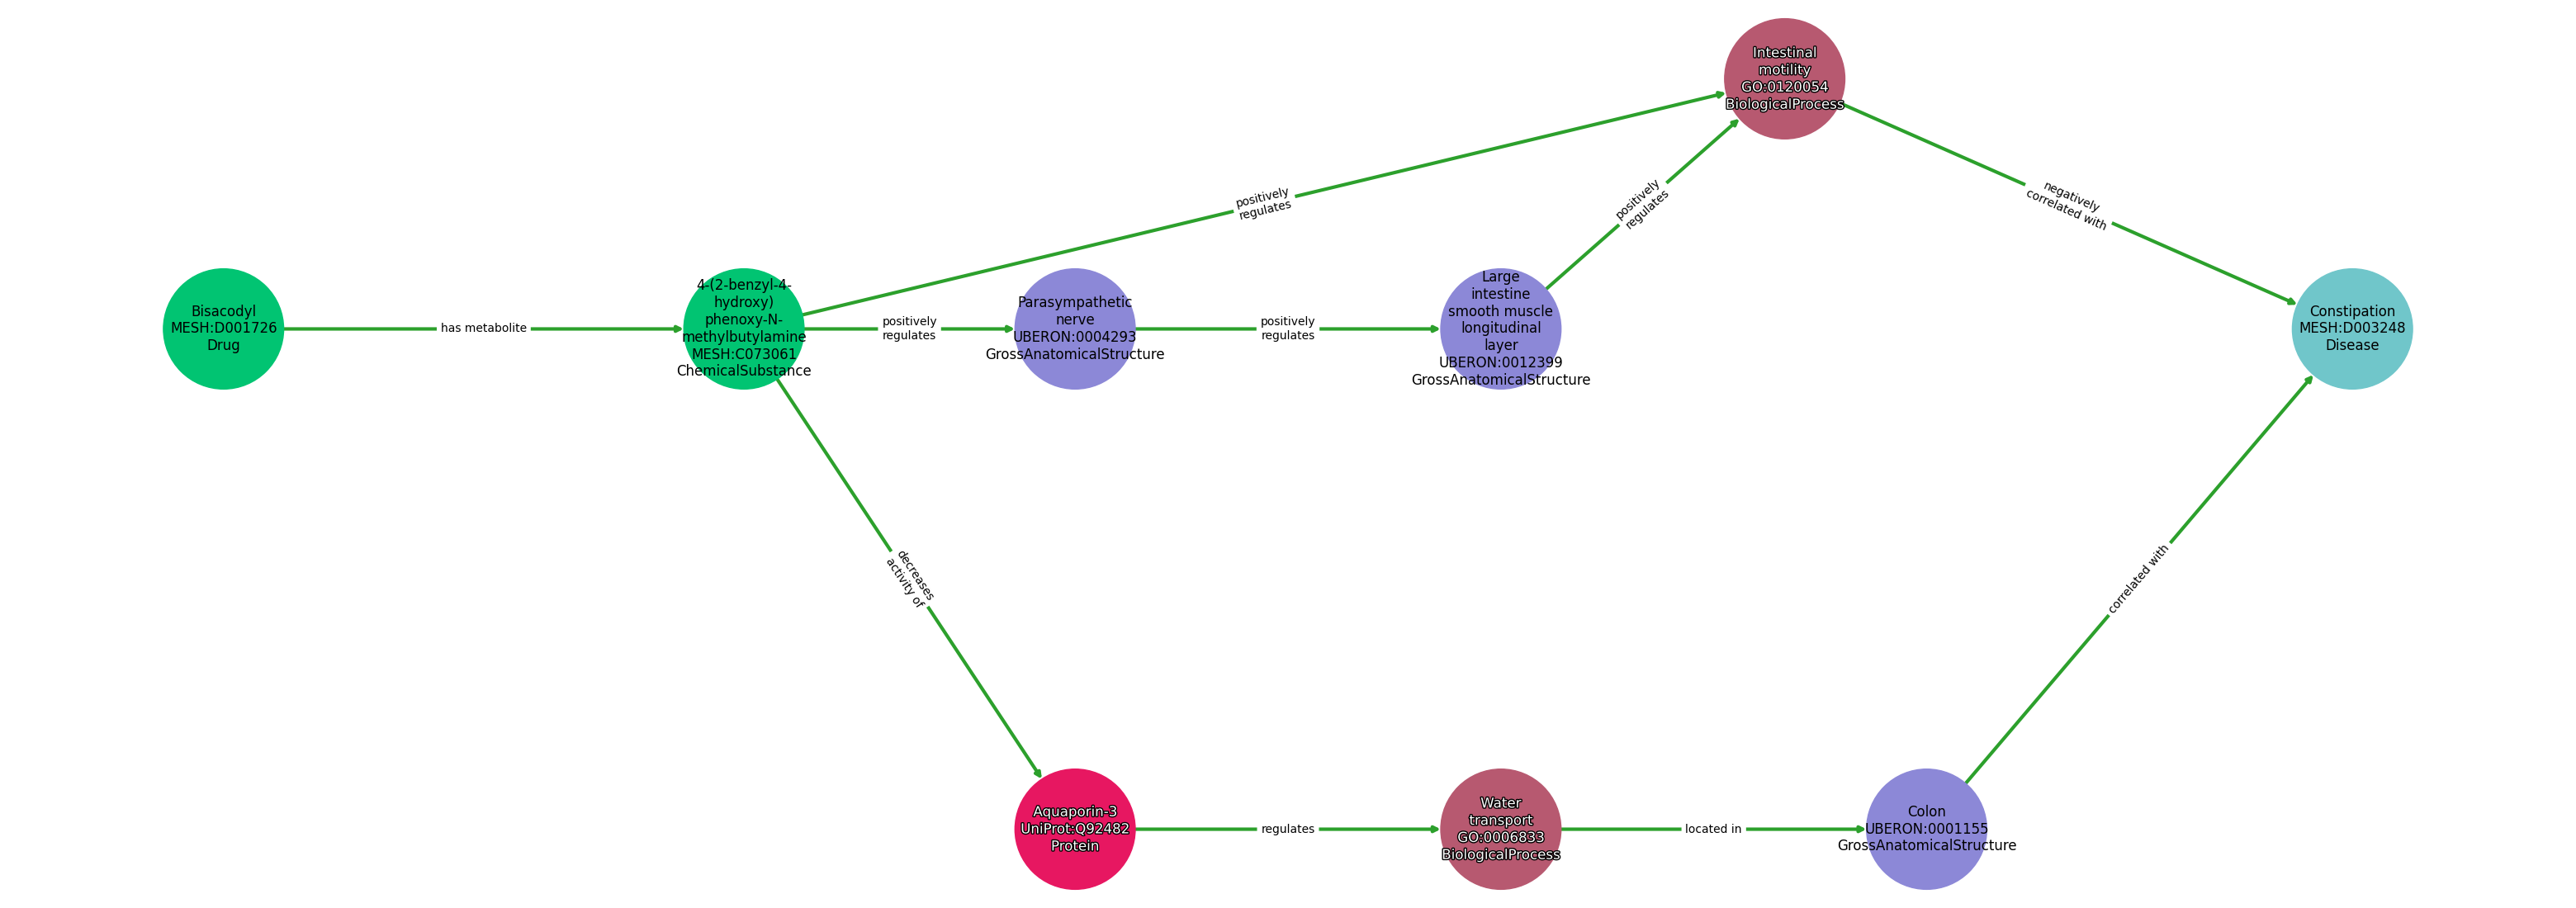 Intestinal
motility
GO:0120054
BiologicalProcess
positively
regulates
positively
regulates
negatively
correlated with
Bisacodyl
MESH:D001726
Drug
has metabolite
4-(2-benzyl-4-
hydroxy)
phenoxy-N-
methylbutylamine
MESH:C073061
ChemicalSubstance
positively
regulates
Parasympathetic
nerve
UBERON:0004293
GrossAnatomicalStructure
positively
regulates
Large
intestine
smooth muscle
longitudinal
layer
UBERON:0012399
GrossAnatomicalStructure
Constipation
MESH:D003248
Disease
decreases
activity of
correlated with
Aquaporin-3
UniProt:Q92482
Protein
regulates
Water
transport
GO:0006833
BiologicalProcess
located in
Colon
UBERON:0001155
GrossAnatomicalStructure